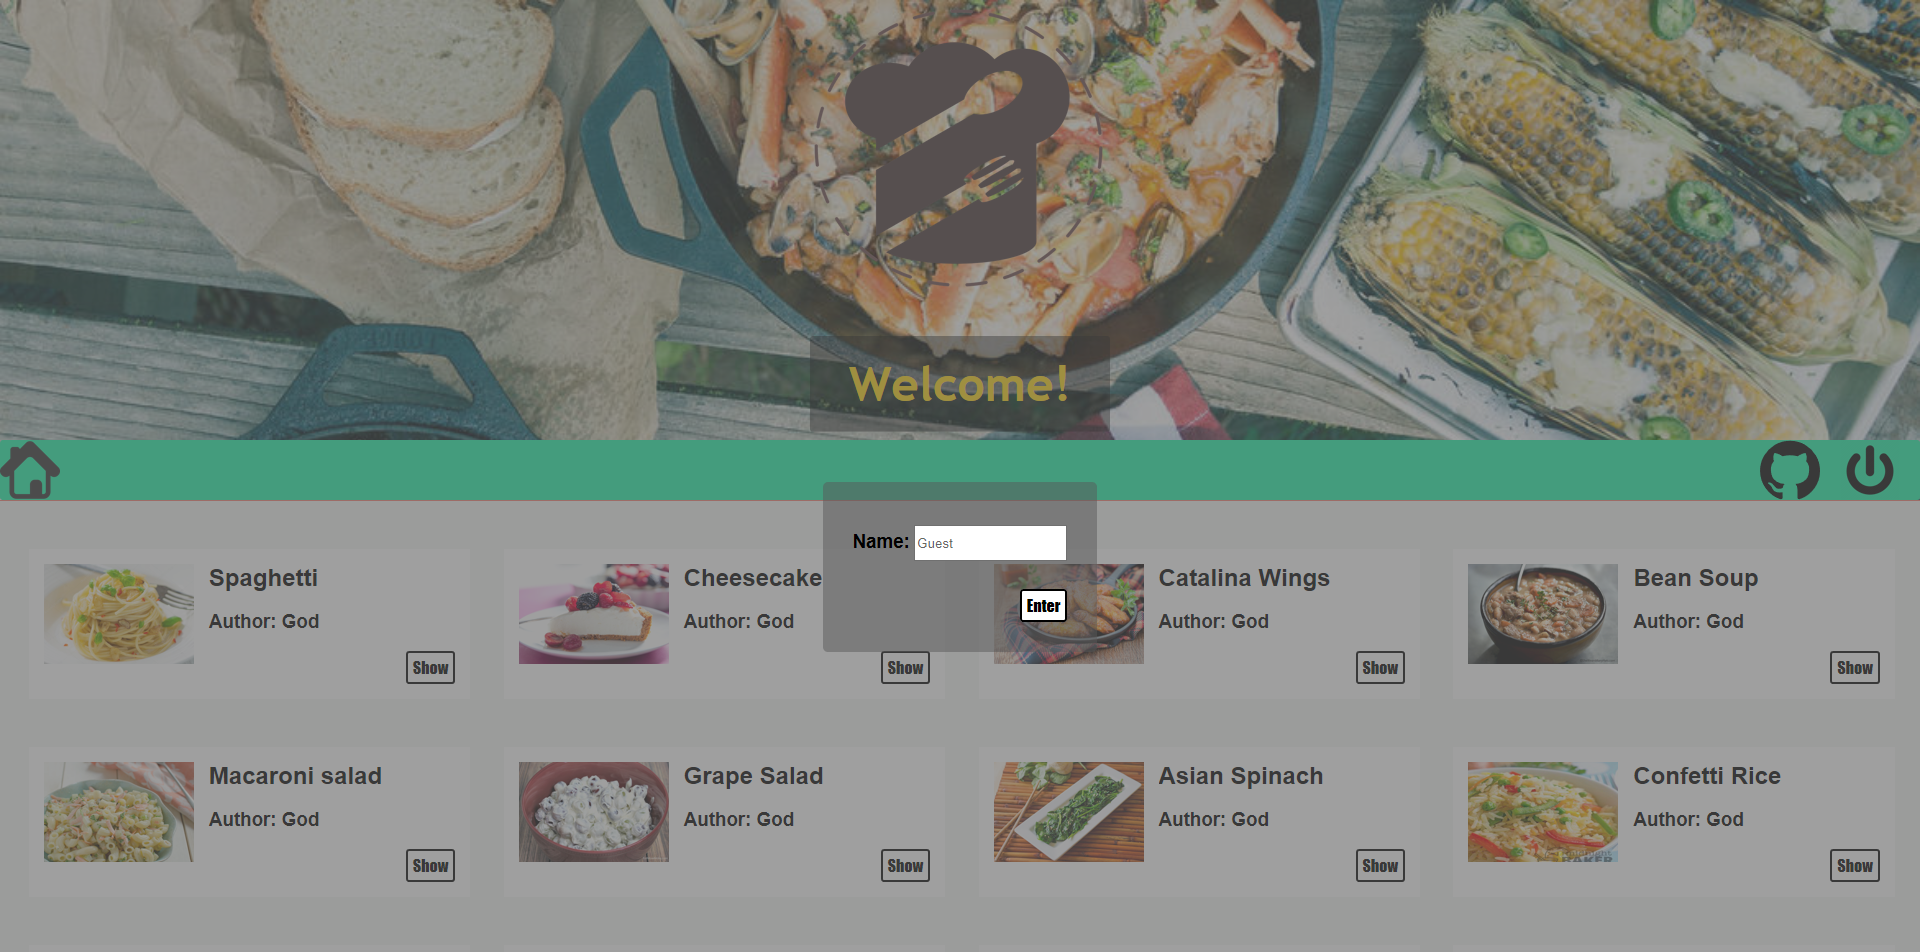 Welcome!
Name: Guest
Enter
Spaghetti
Author: God
Show
Cheesecake
Author: God
Show
Catalina Wings
Author: God
Show
Bean Soup
Author: God
Show
Macaroni salad
Author: God
Show
Grape Salad
Author: God
Show
Asian Spinach
Author: God
Show
Confetti Rice
Author: God
Show